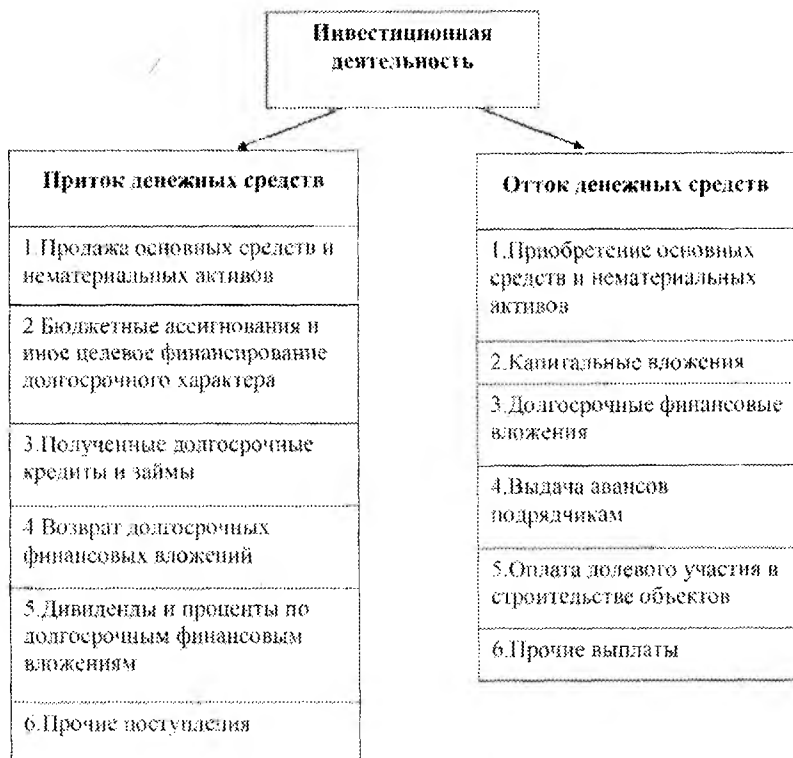 Инвестиционная
деятельность
Приток денежных средств
1.Продажа основных средств и
нематериальных активов
2 Бюджетные ассигнования и
иное целевое финансирование
долгосрочного характера
3.Полученные долгосрочные
кредиты и займы
4 Возврат долгосрочных
финансовых вложений
5.Дивиденды и проценты по
долгосрочным финансовым
вложениям
6.Прочие поступления
Отток денежных средств
1.Приобретение основных
средств и нематериальных
активов
2.Капитальные вложения
3.Долгосрочные финансовые
вложения
4.Выдача авансов
подрядчикам
5.Оплата долевого участия в
строительстве объектов
6.Прочие выплаты